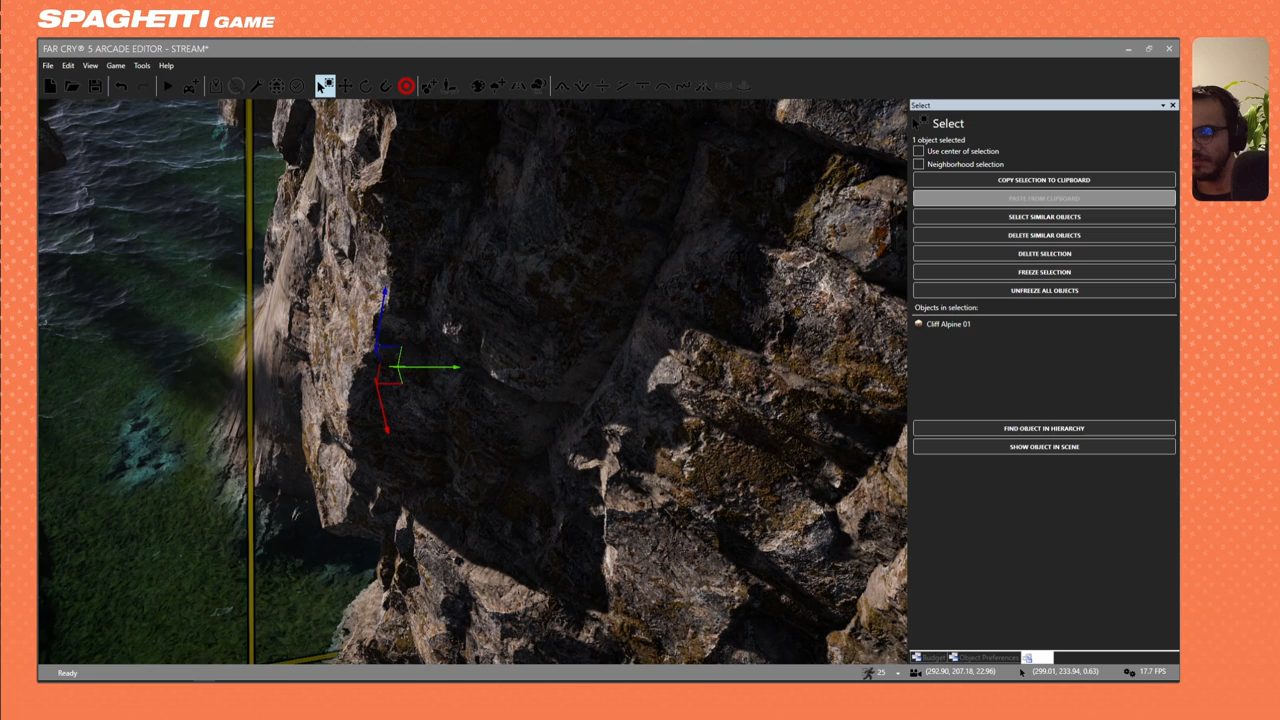 SPAGHETTI GAME
FAR CRY® 5 ARCADE EDITOR - STREAM*
File Edit View Game Tools Help
Select
Select
1 object selected
Use center of selection
Neighborhood selection
COPY SELECTION TO CLIPBOARD
PASTE FROM CLIPBOARD
SELECT SIMILAR OBJECTS
DELETE SIMILAR OBJECTS
DELETE SELECTION
FREEZE SELECTION
UNFREEZE ALL OBJECTS
Objects in selection:
Cliff Alpine 01
FIND OBJECT IN HIERARCHY
SHOW OBJECT IN SCENE
Budget Object Preferences
Ready 25 (292.90, 207.18, 22.96) (299.01, 233.94, 0.63) 17.7 FPS